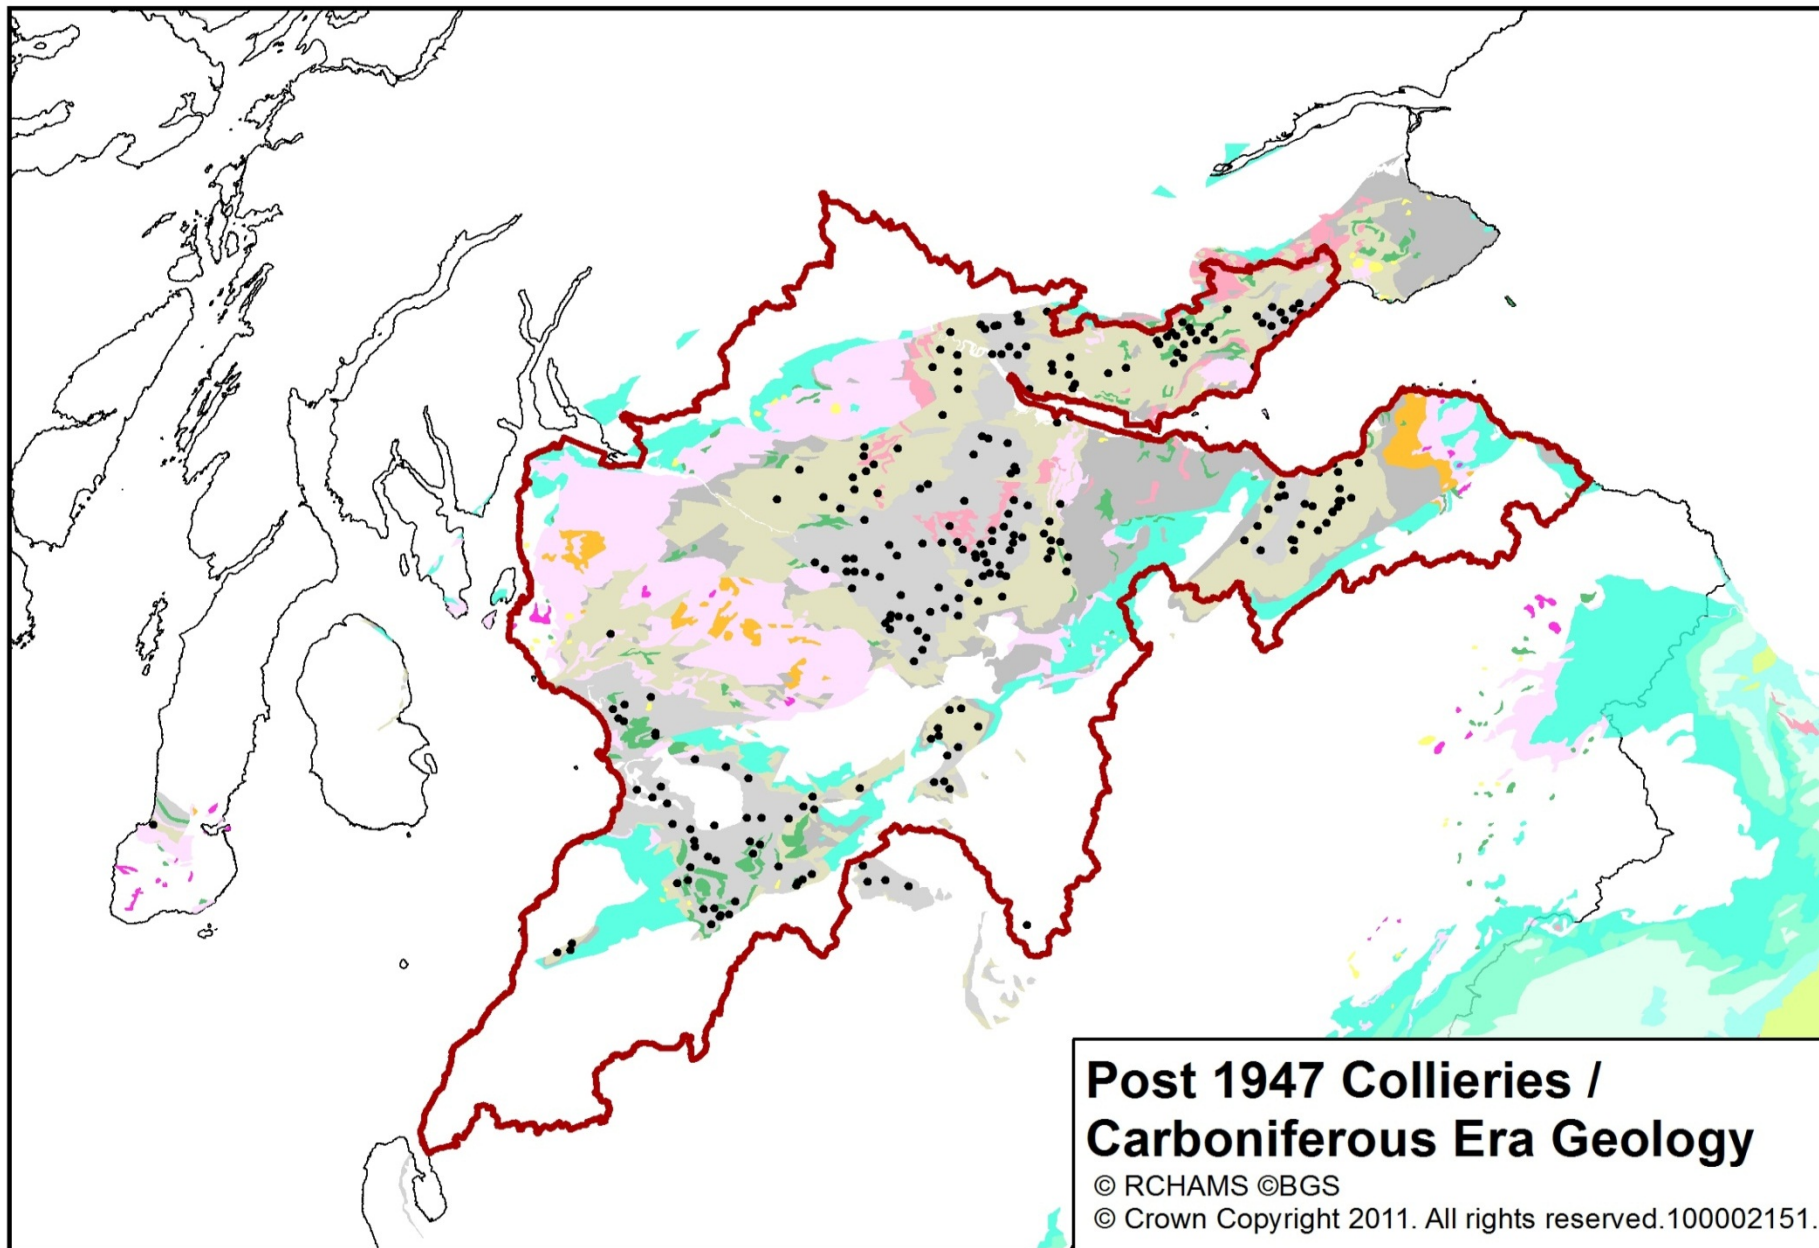 Post 1947 Collieries /
Carboniferous Era Geology
© RCHAMS ©BGS
© Crown Copyright 2011. All rights reserved.100002151.